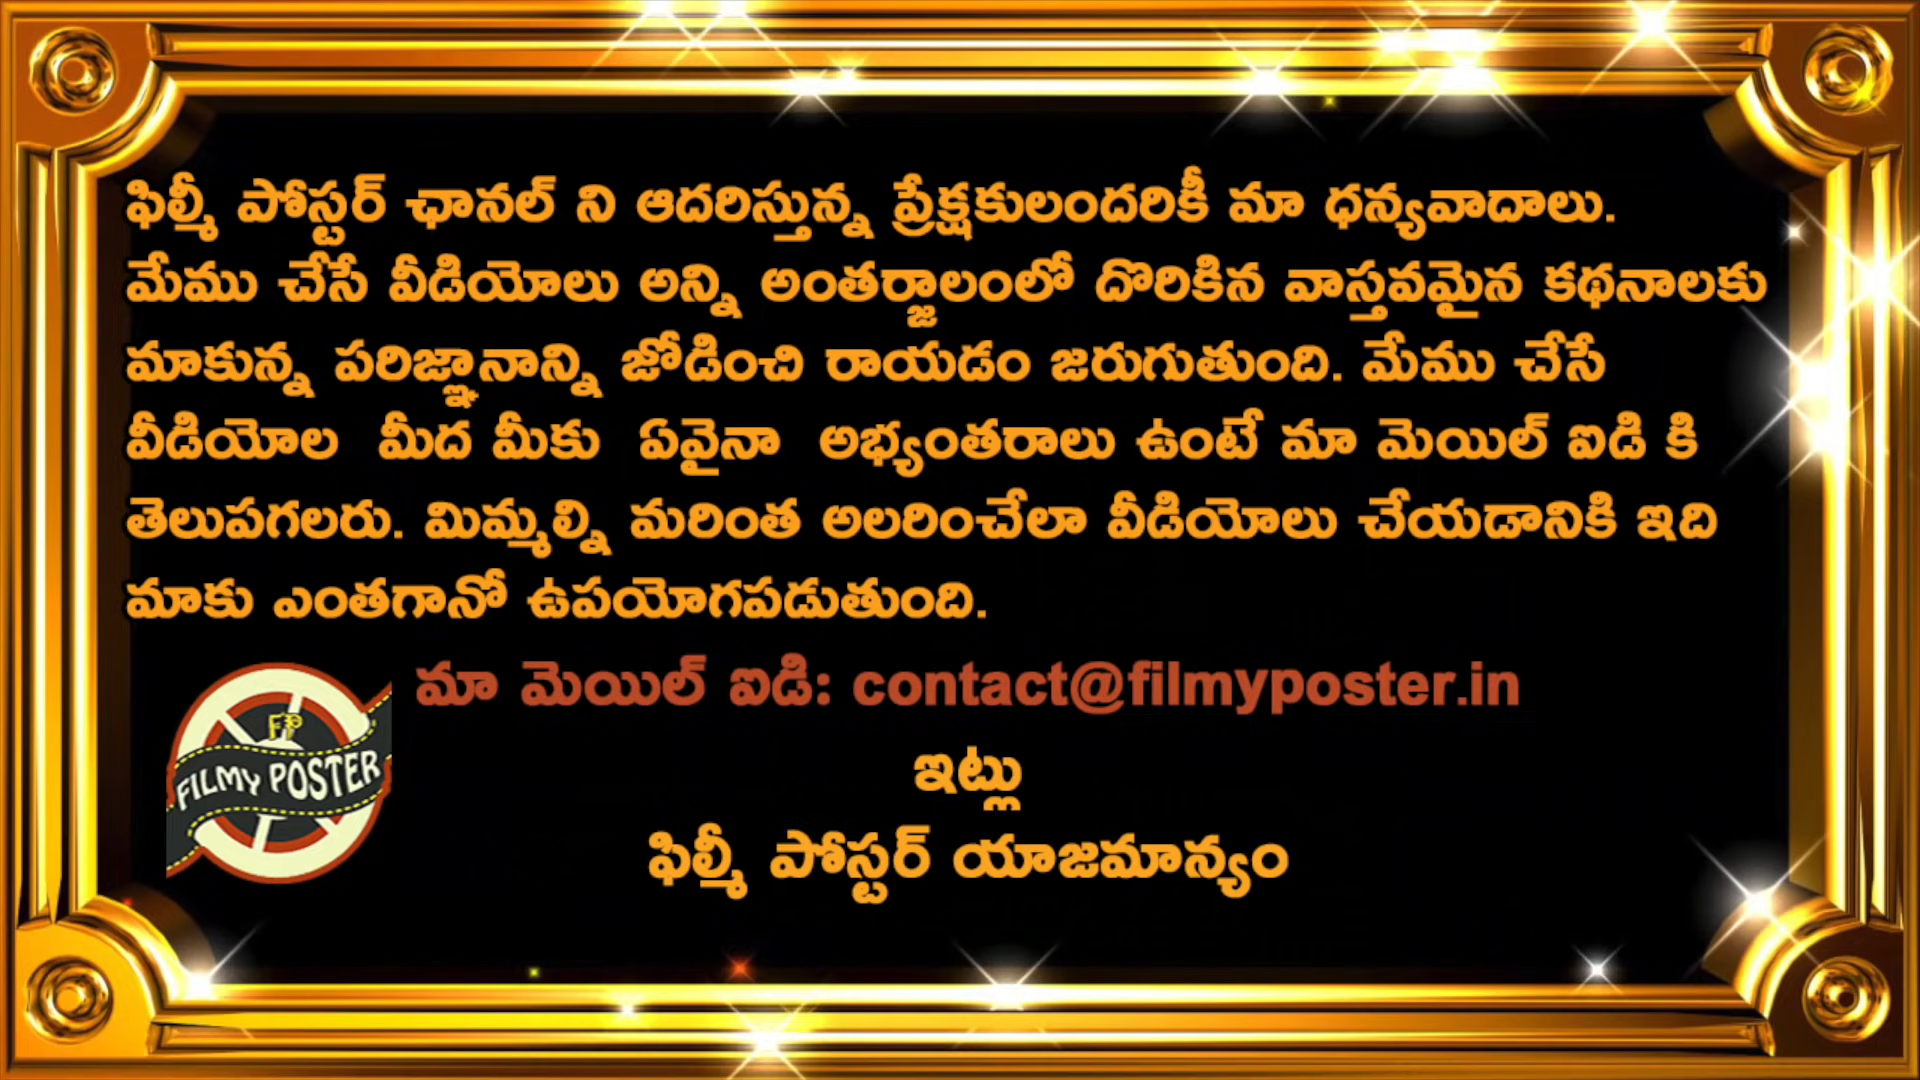 ఫిల్మీ పోస్టర్ ఛానల్ ని ఆదరిస్తున్న ప్రేక్షకులందరికీ మా ధన్యవాదాలు.
మేము చేసే వీడియోలు అన్ని అంతర్జాలంలో దొరికిన వాస్తవమైన కథనాలకు
మాకున్న పరిజ్ఞానాన్ని జోడించి రాయడం జరుగుతుంది. మేము చేసే
వీడియోల మీద మీకు ఏవైనా అభ్యంతరాలు ఉంటే మా మెయిల్ ఐడి కి
తెలుపగలరు. మిమ్మల్ని మరింత అలరించేలా వీడియోలు చేయడానికి ఇది
మాకు ఎంతగానో ఉపయోగపడుతుంది.
మా మెయిల్ ఐడి: contact@filmyposter.in
FP
FILMY POSTER
ఇట్లు
ఫిల్మీ పోస్టర్ యాజమాన్యం